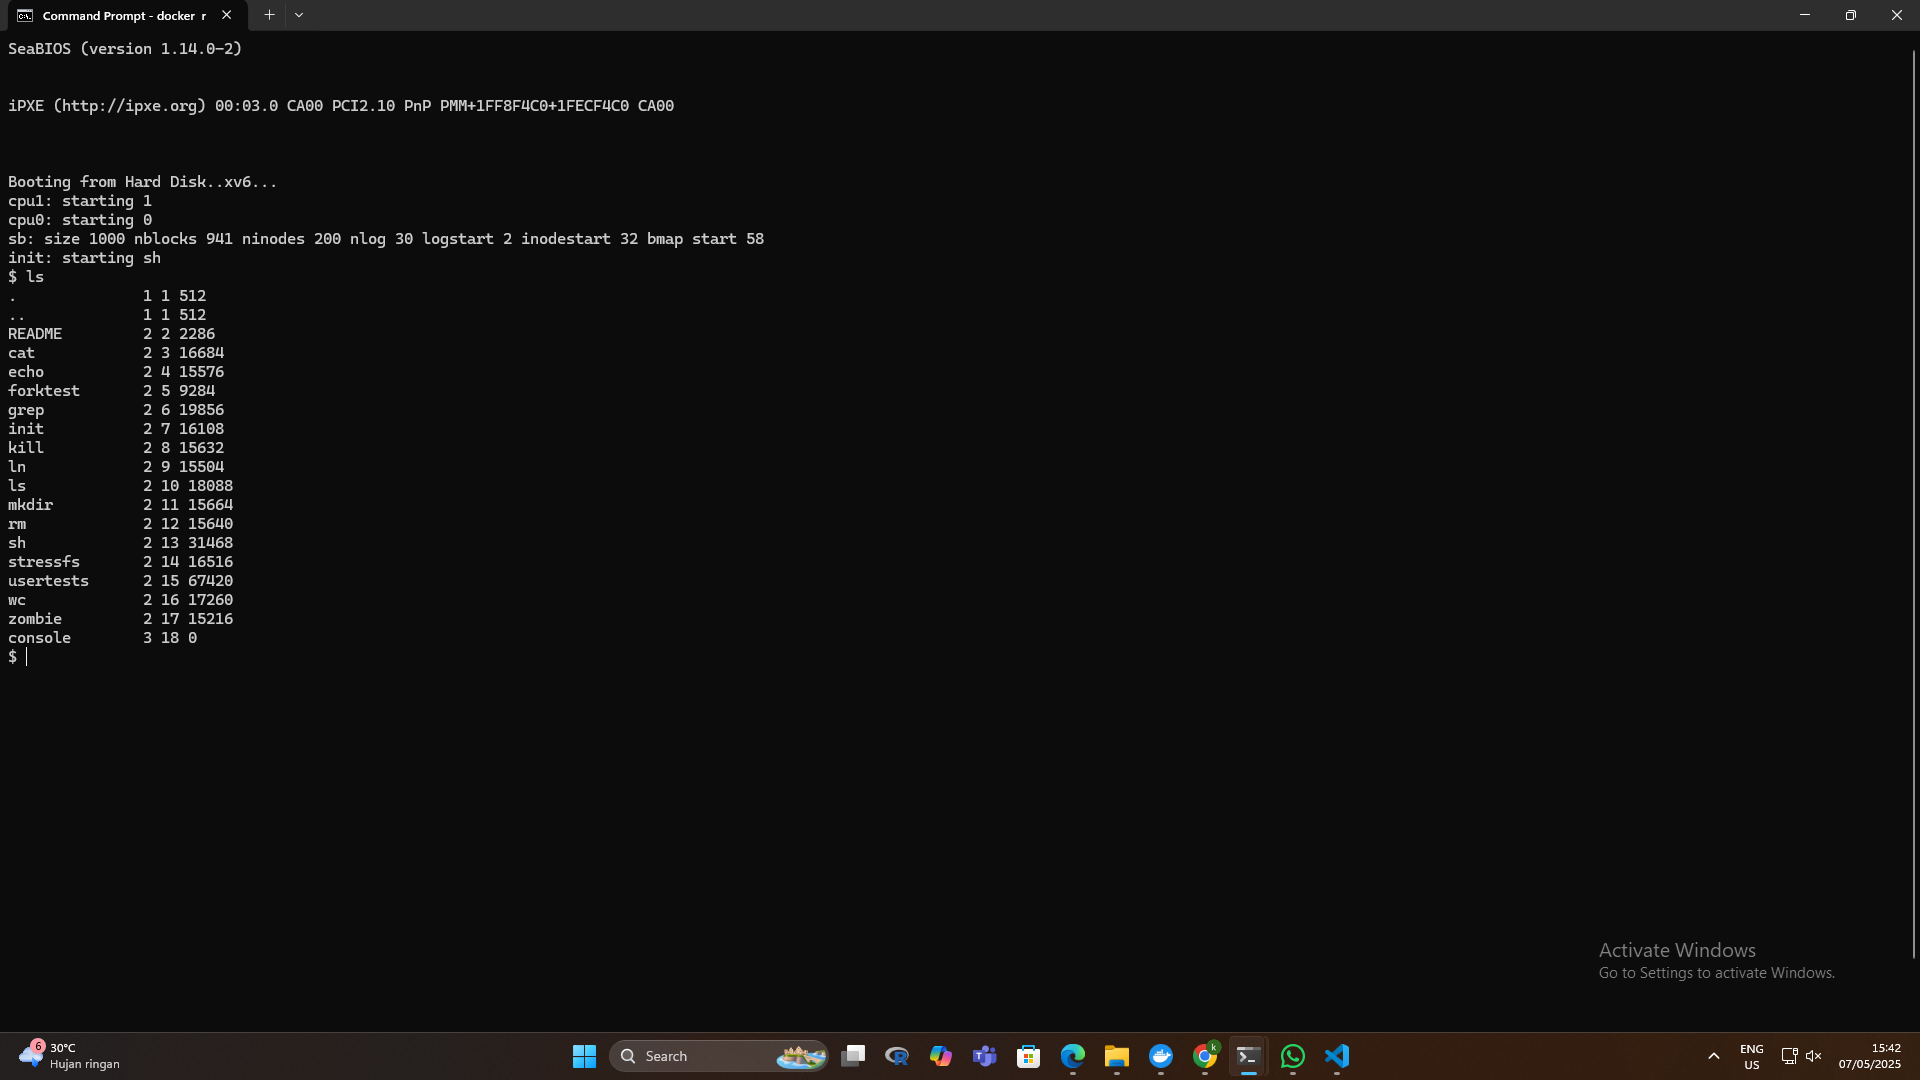 Command Prompt - docker r
SeaBIOS (version 1.14.0-2)
iPXE (http://ipxe.org) 00:03.0 CA00 PCI2.10 PnP PMM+1FF8F4C0+1FECF4C0 CA00
Booting from Hard Disk..xv6...
cpu1: starting 1
cpu0: starting 0
sb: size 1000 nblocks 941 ninodes 200 nlog 30 logstart 2 inodestart 32 bmap start 58
init: starting sh
$ ls
. 1 1 512
.. 1 1 512
README 2 2 2286
cat 2 3 16684
echo 2 4 15576
forktest 2 5 9284
grep 2 6 19856
init 2 7 16108
kill 2 8 15632
ln 2 9 15504
ls 2 10 18088
mkdir 2 11 15664
rm 2 12 15640
sh 2 13 31468
stressfs 2 14 16516
usertests 2 15 67420
wc 2 16 17260
zombie 2 17 15216
console 3 18 0
$
Activate Windows
Go to Settings to activate Windows.
6
30°C
Hujan ringan
Search
k
ENG
US
15:42
07/05/2025